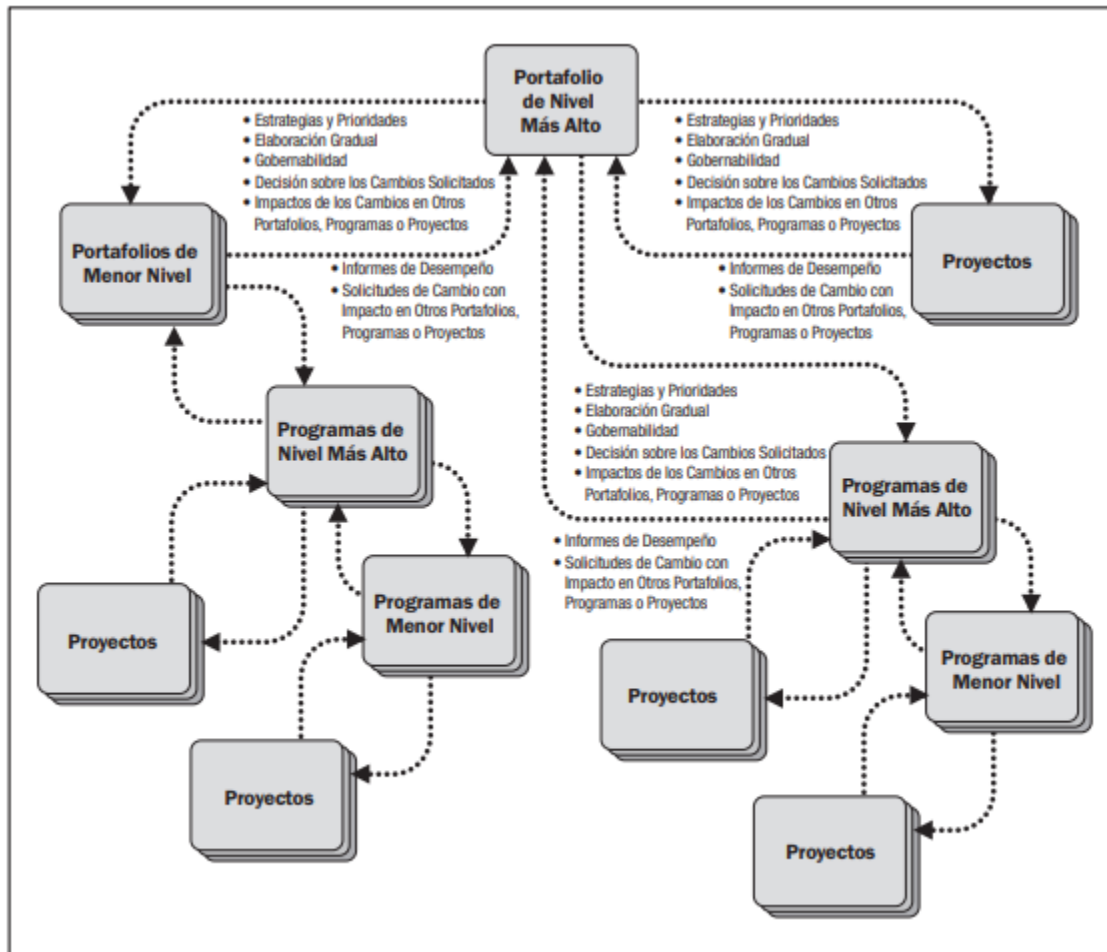 Portafolio
de Nivel
Más Alto
• Estrategias y Prioridades
• Elaboración Gradual
• Gobernabilidad
• Decisión sobre los Cambios Solicitados
• Impactos de los Cambios en Otros
Portafolios, Programas o Proyectos
• Estrategias y Prioridades
• Elaboración Gradual
• Gobernabilidad
• Decisión sobre los Cambios Solicitados
• Impactos de los Cambios en Otros
Portafolios, Programas o Proyectos
Portafolios de
Menor Nivel
Proyectos
• Informes de Desempeño
• Solicitudes de Cambio con
Impacto en Otros Portafolios,
Programas o Proyectos
• Informes de Desempeño
• Solicitudes de Cambio con
Impacto en Otros Portafolios,
Programas o Proyectos
Programas de
Nivel Más Alto
• Estrategias y Prioridades
• Elaboración Gradual
• Gobernabilidad
• Decisión sobre los Cambios Solicitados
• Impactos de los Cambios en Otros
Portafolios, Programas o Proyectos
Programas de
Nivel Más Alto
• Informes de Desempeño
• Solicitudes de Cambio con
Impacto en Otros Portafolios,
Programas o Proyectos
Programas de
Menor Nivel
Proyectos
Programas de
Menor Nivel
Proyectos
Proyectos
Proyectos